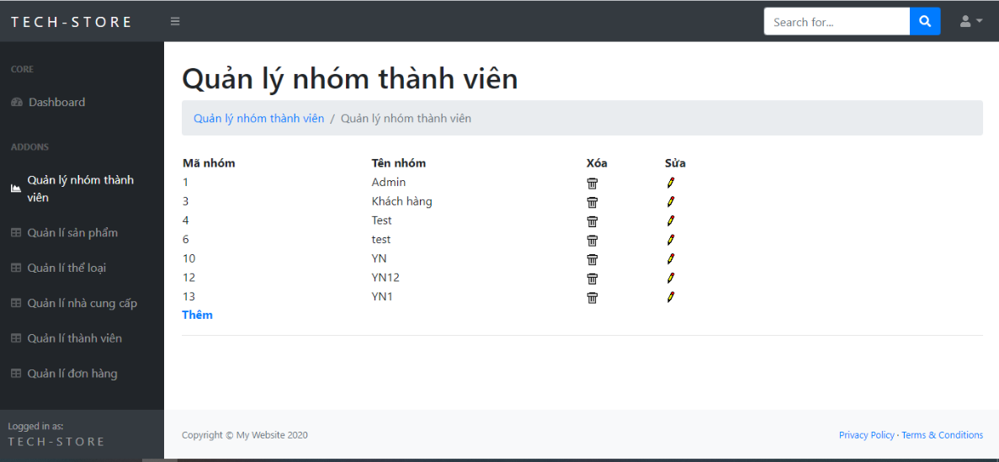 TECH-STORE
Search for...
CORE
Dashboard
ADDONS
Quản lý nhóm thành
viên
Quản lí sản phẩm
Quản lí thể loại
Quản lí nhà cung cấp
Quản lí thành viên
Quản lí đơn hàng
Logged in as:
TECH-STORE
Quản lý nhóm thành viên
Quản lý nhóm thành viên / Quản lý nhóm thành viên
Mã nhóm Tên nhóm Xóa Sửa
1 Admin
3 Khách hàng
4 Test
6 test
10 YN
12 YN12
13 YN1
Thêm
Copyright © My Website 2020
Privacy Policy · Terms & Conditions